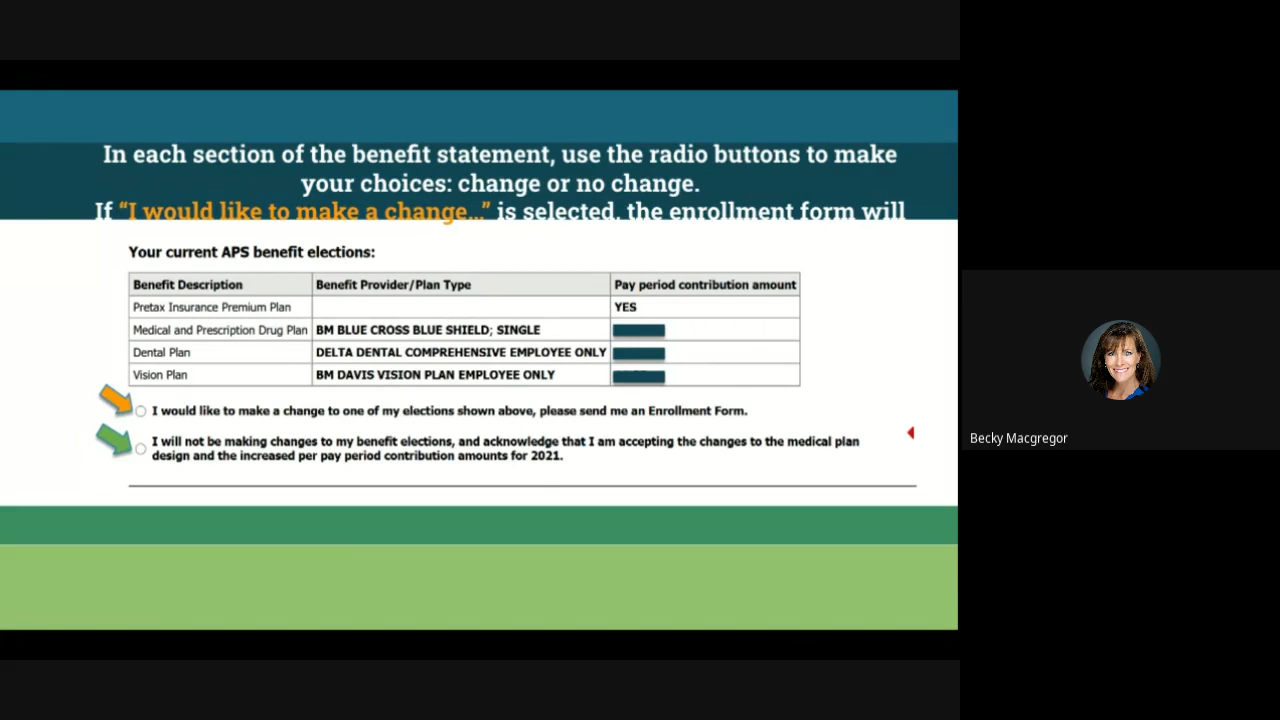 In each section of the benefit statement, use the radio buttons to make
your choices: change or no change.
If “I would like to make a change...” is selected, the enrollment form will
Your current APS benefit elections:
Benefit Description Benefit Provider/Plan Type Pay period contribution amount
Pretax Insurance Premium Plan YES
Medical and Prescription Drug Plan BM BLUE CROSS BLUE SHIELD; SINGLE
Dental Plan DELTA DENTAL COMPREHENSIVE EMPLOYEE ONLY
Vision Plan BM DAVIS VISION PLAN EMPLOYEE ONLY
I would like to make a change to one of my elections shown above, please send me an Enrollment Form.
I will not be making changes to my benefit elections, and acknowledge that I am accepting the changes to the medical plan
design and the increased per pay period contribution amounts for 2021.
Becky Macgregor